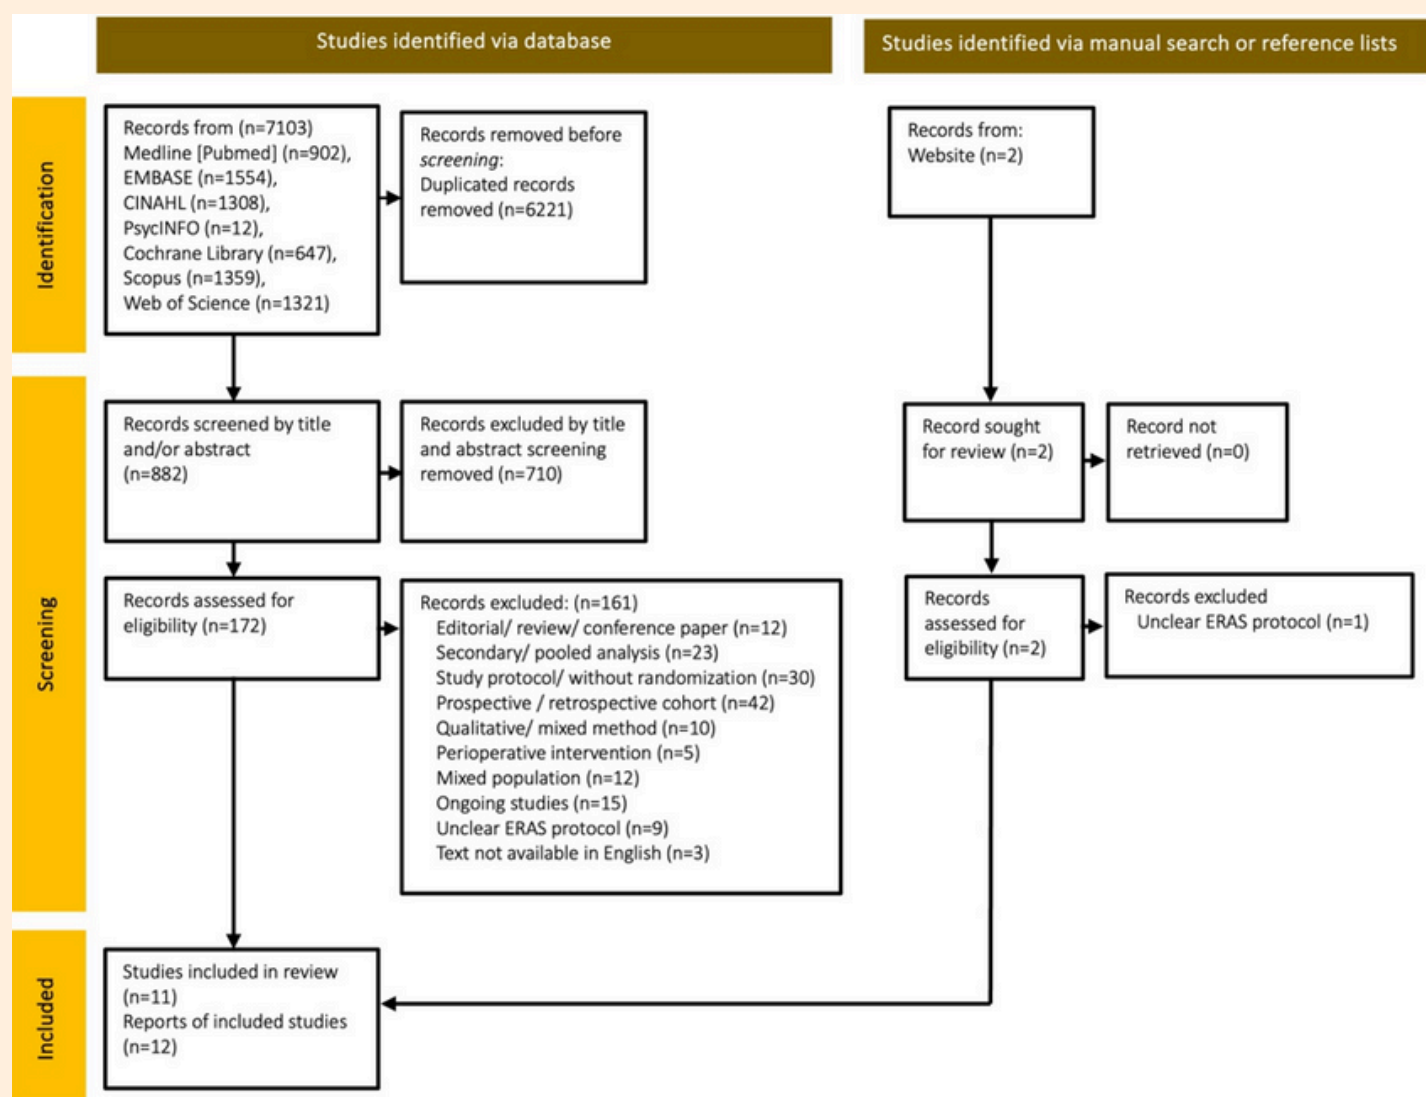 Studies identified via database
Studies identified via manual search or reference lists
Identification
Records from (n=7103)
Medline [Pubmed] (n=902),
EMBASE (n=1554),
CINAHL (n=1308),
PsycINFO (n=12),
Cochrane Library (n=647),
Scopus (n=1359),
Web of Science (n=1321)
Records removed before
screening:
Duplicated records
removed (n=6221)
Records from:
Website (n=2)
Screening
Records screened by title
and/or abstract
(n=882)
Records excluded by title
and abstract screening
removed (n=710)
Record sought
for review (n=2)
Record not
retrieved (n=0)
Records assessed for
eligibility (n=172)
Records excluded: (n=161)
Editorial/ review/ conference paper (n=12)
Secondary/ pooled analysis (n=23)
Study protocol/ without randomization (n=30)
Prospective / retrospective cohort (n=42)
Qualitative/ mixed method (n=10)
Perioperative intervention (n=5)
Mixed population (n=12)
Ongoing studies (n=15)
Unclear ERAS protocol (n=9)
Text not available in English (n=3)
Records
assessed for
eligibility (n=2)
Records excluded
Unclear ERAS protocol (n=1)
Included
Studies included in review
(n=11)
Reports of included studies
(n=12)